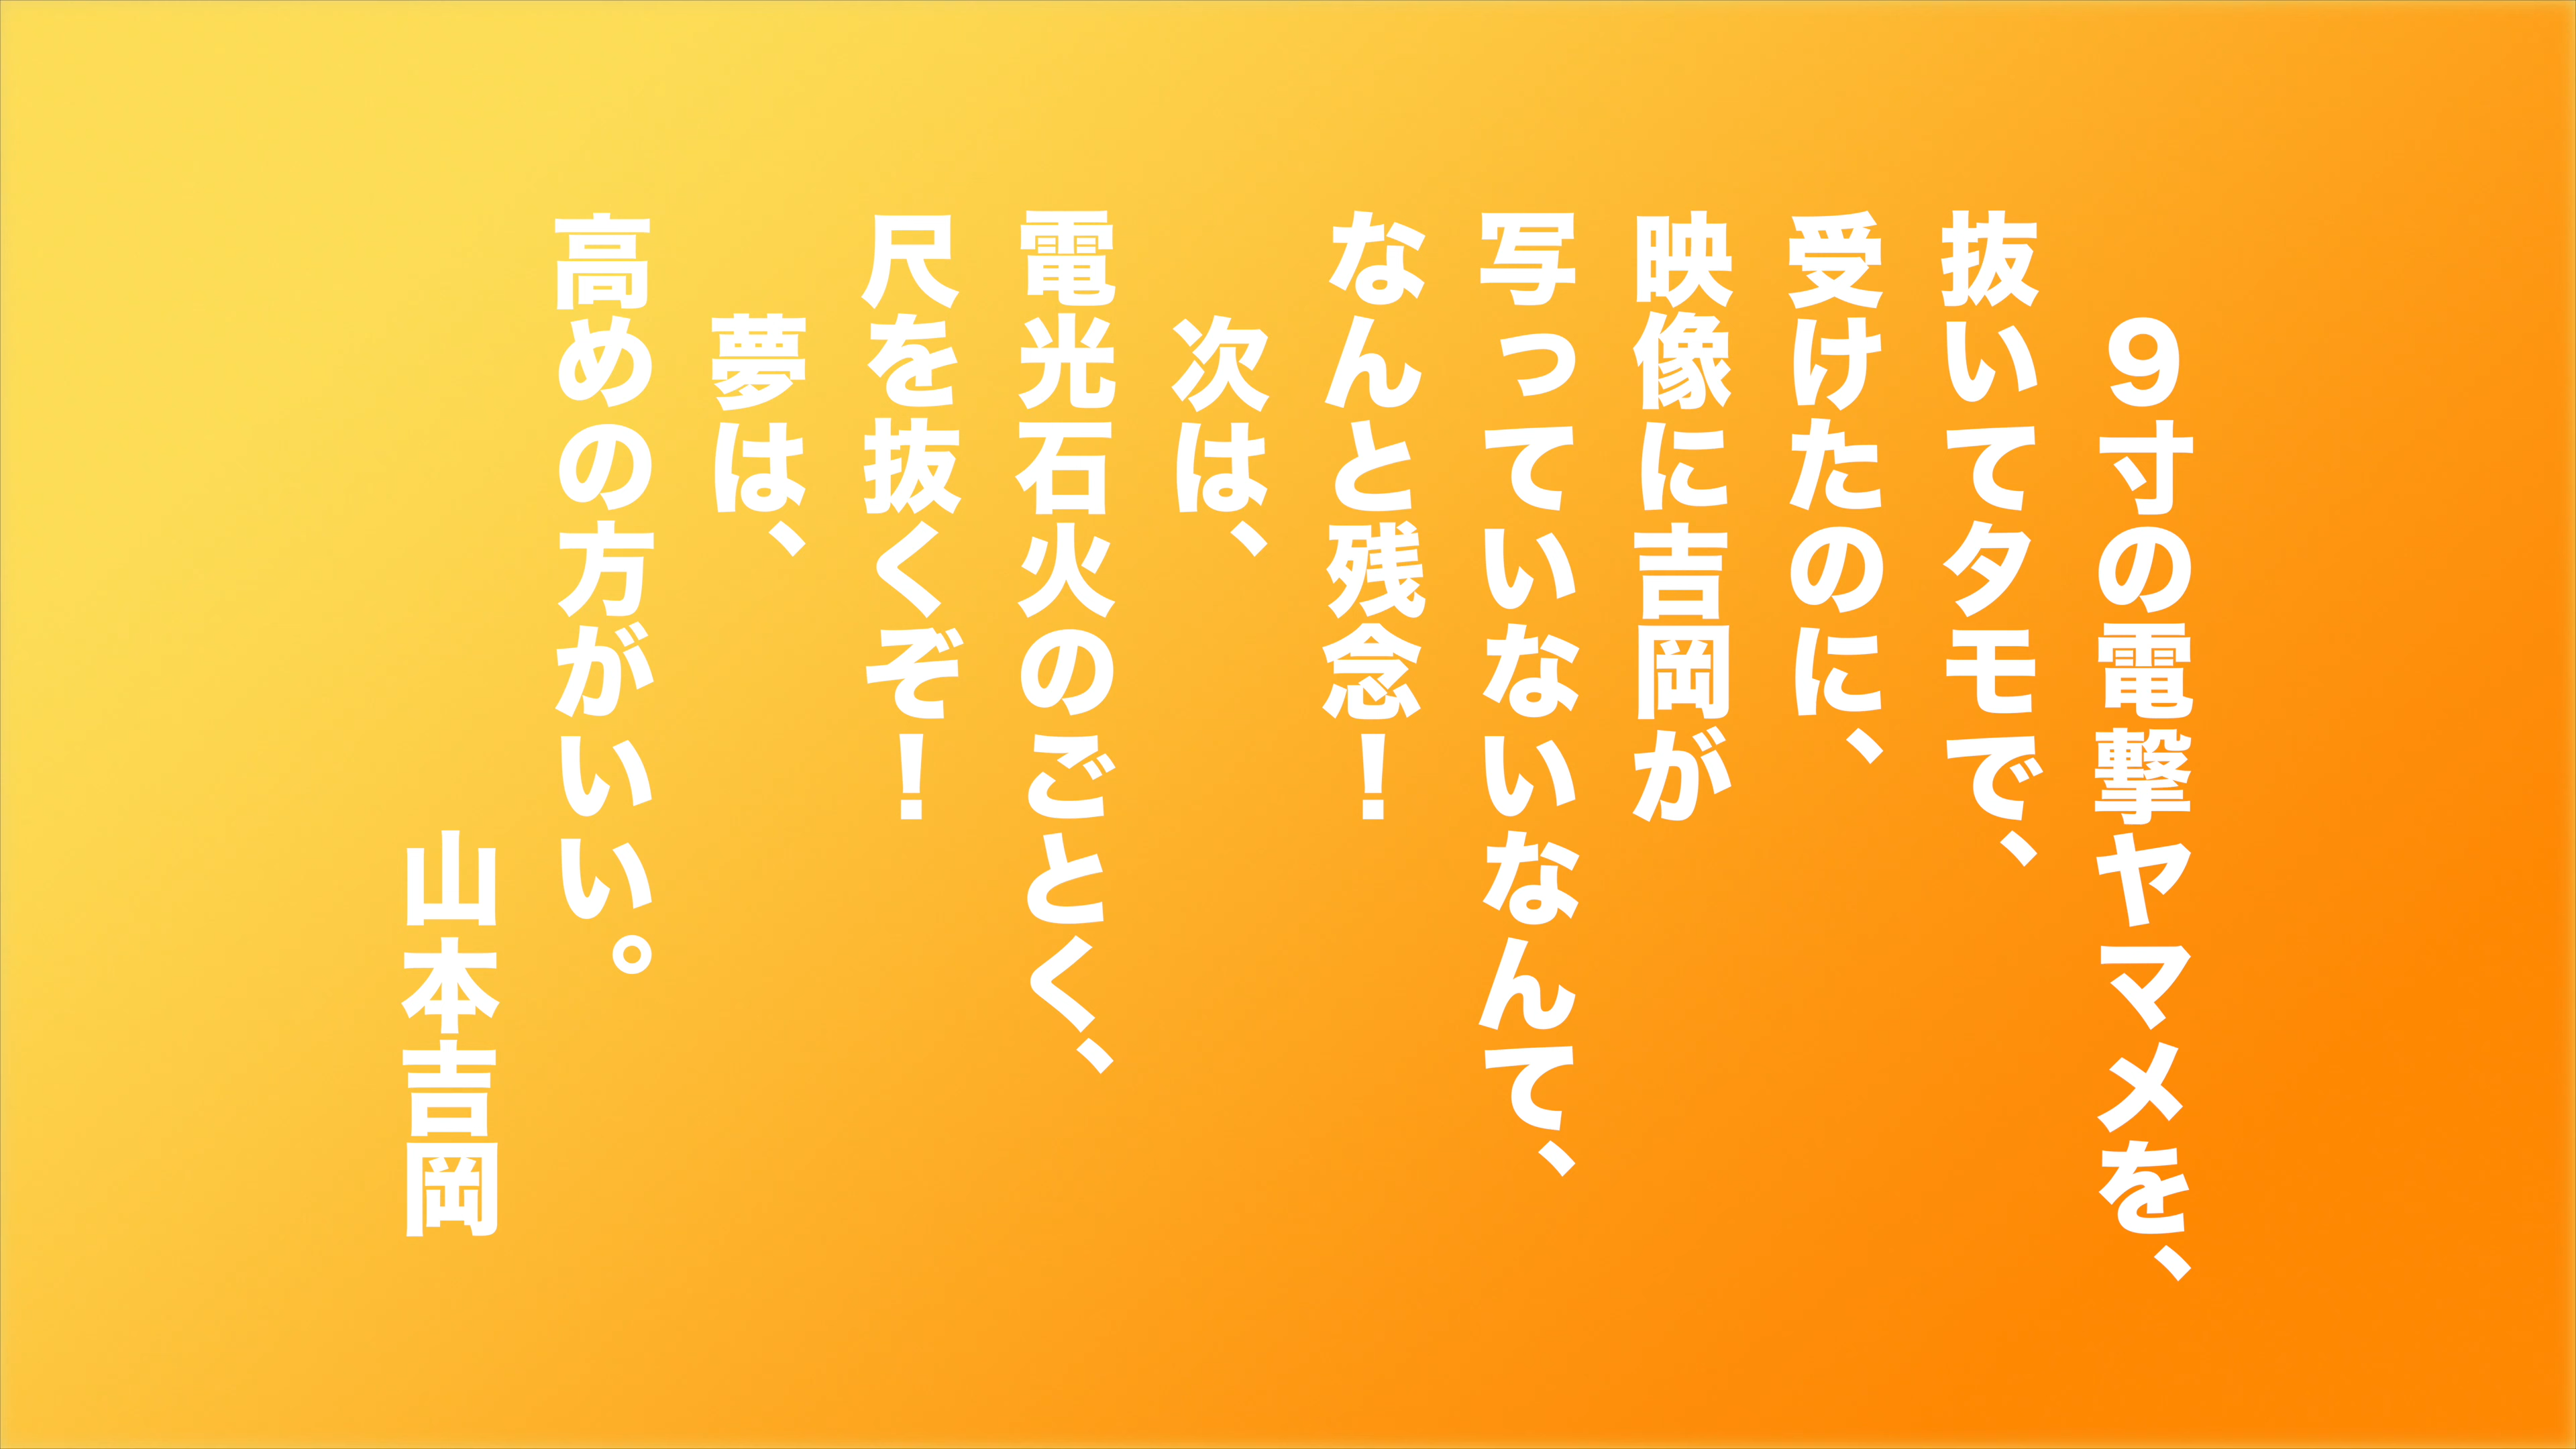 ９寸の電撃ヤマメを、
抜いてタモで、
受けたのに、
映像に吉岡が
写っていないなんて、
なんと残念！
次は、
電光石火のごとく、
尺を抜くぞ！
夢は、
高めの方がいい。
山本吉岡